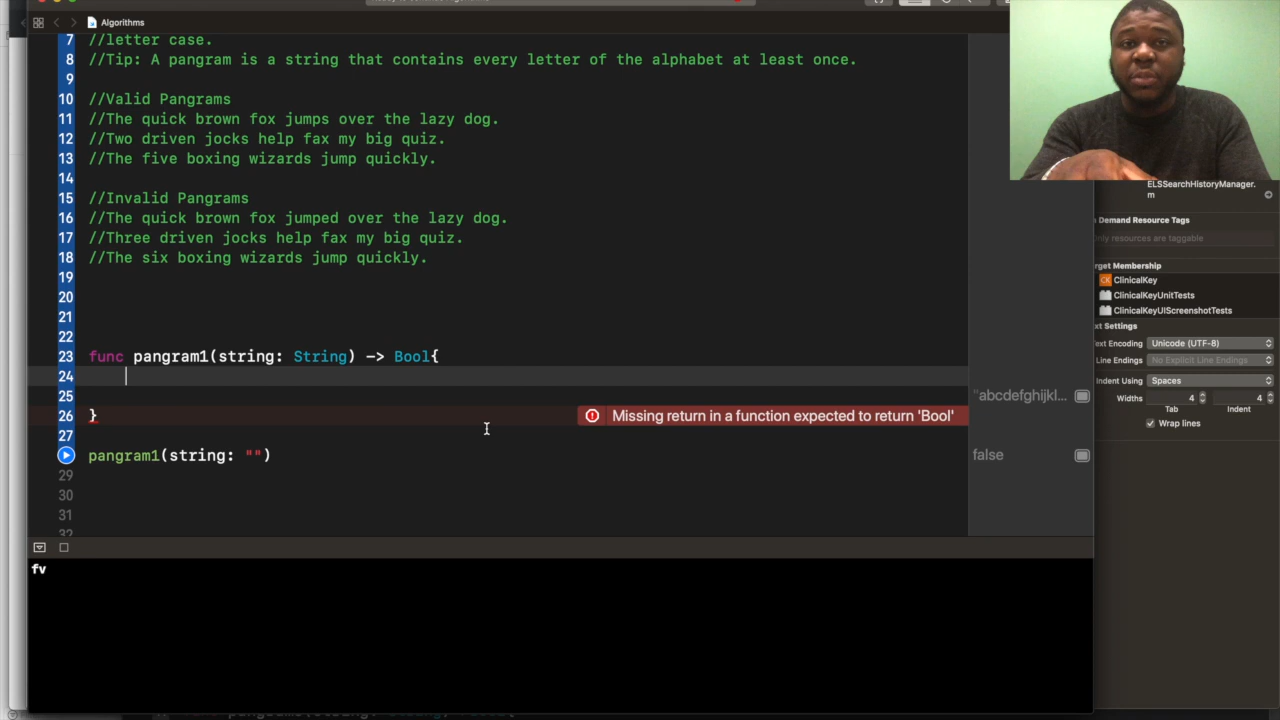 Algorithms
7 //letter case.
8 //Tip: A pangram is a string that contains every letter of the alphabet at least once.
9
10 //Valid Pangrams
11 //The quick brown fox jumps over the lazy dog.
12 //Two driven jocks help fax my big quiz.
13 //The five boxing wizards jump quickly.
14
15 //Invalid Pangrams
16 //The quick brown fox jumped over the lazy dog.
17 //Three driven jocks help fax my big quiz.
18 //The six boxing wizards jump quickly.
19
20
21
22
23 func pangram1(string: String) -> Bool{
24
25 "abcdefghijkl...
26 } Missing return in a function expected to return 'Bool'
27
pangram1(string: "") false
29
30
31
32
fv
ELSSearchHistoryManager.
m
Demand Resource Tags
only resources are taggable
arget Membership
ClinicalKey
ClinicalKeyUnitTests
ClinicalKeyUIScreenshotTests
ext Settings
Text Encoding Unicode (UTF-8)
Line Endings No Explicit Line Endings
Indent Using Spaces
Widths 4 4
Tab Indent
Wrap lines